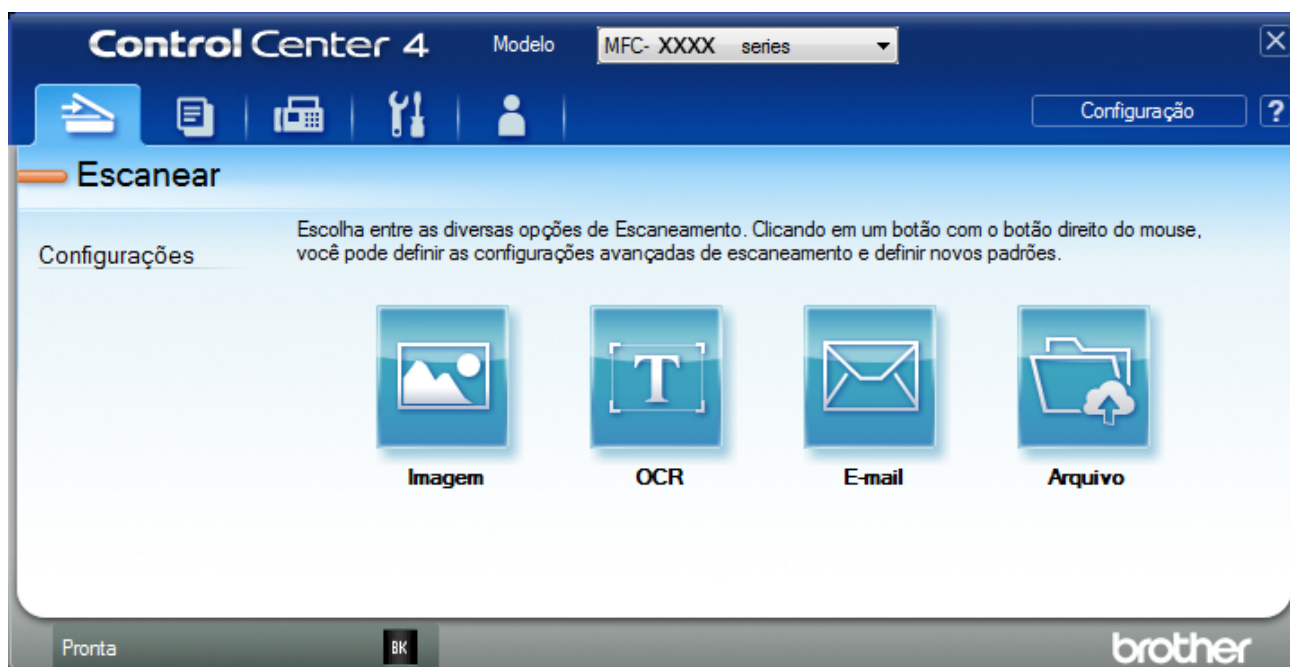 Control Center 4
Modelo
MFC- XXXX series
Configuração
?
Escanear
Configurações
Escolha entre as diversas opções de Escaneamento. Clicando em um botão com o botão direito do mouse,
você pode definir as configurações avançadas de escaneamento e definir novos padrões.
T
Imagem
OCR
E-mail
Arquivo
Pronta
BK
brother